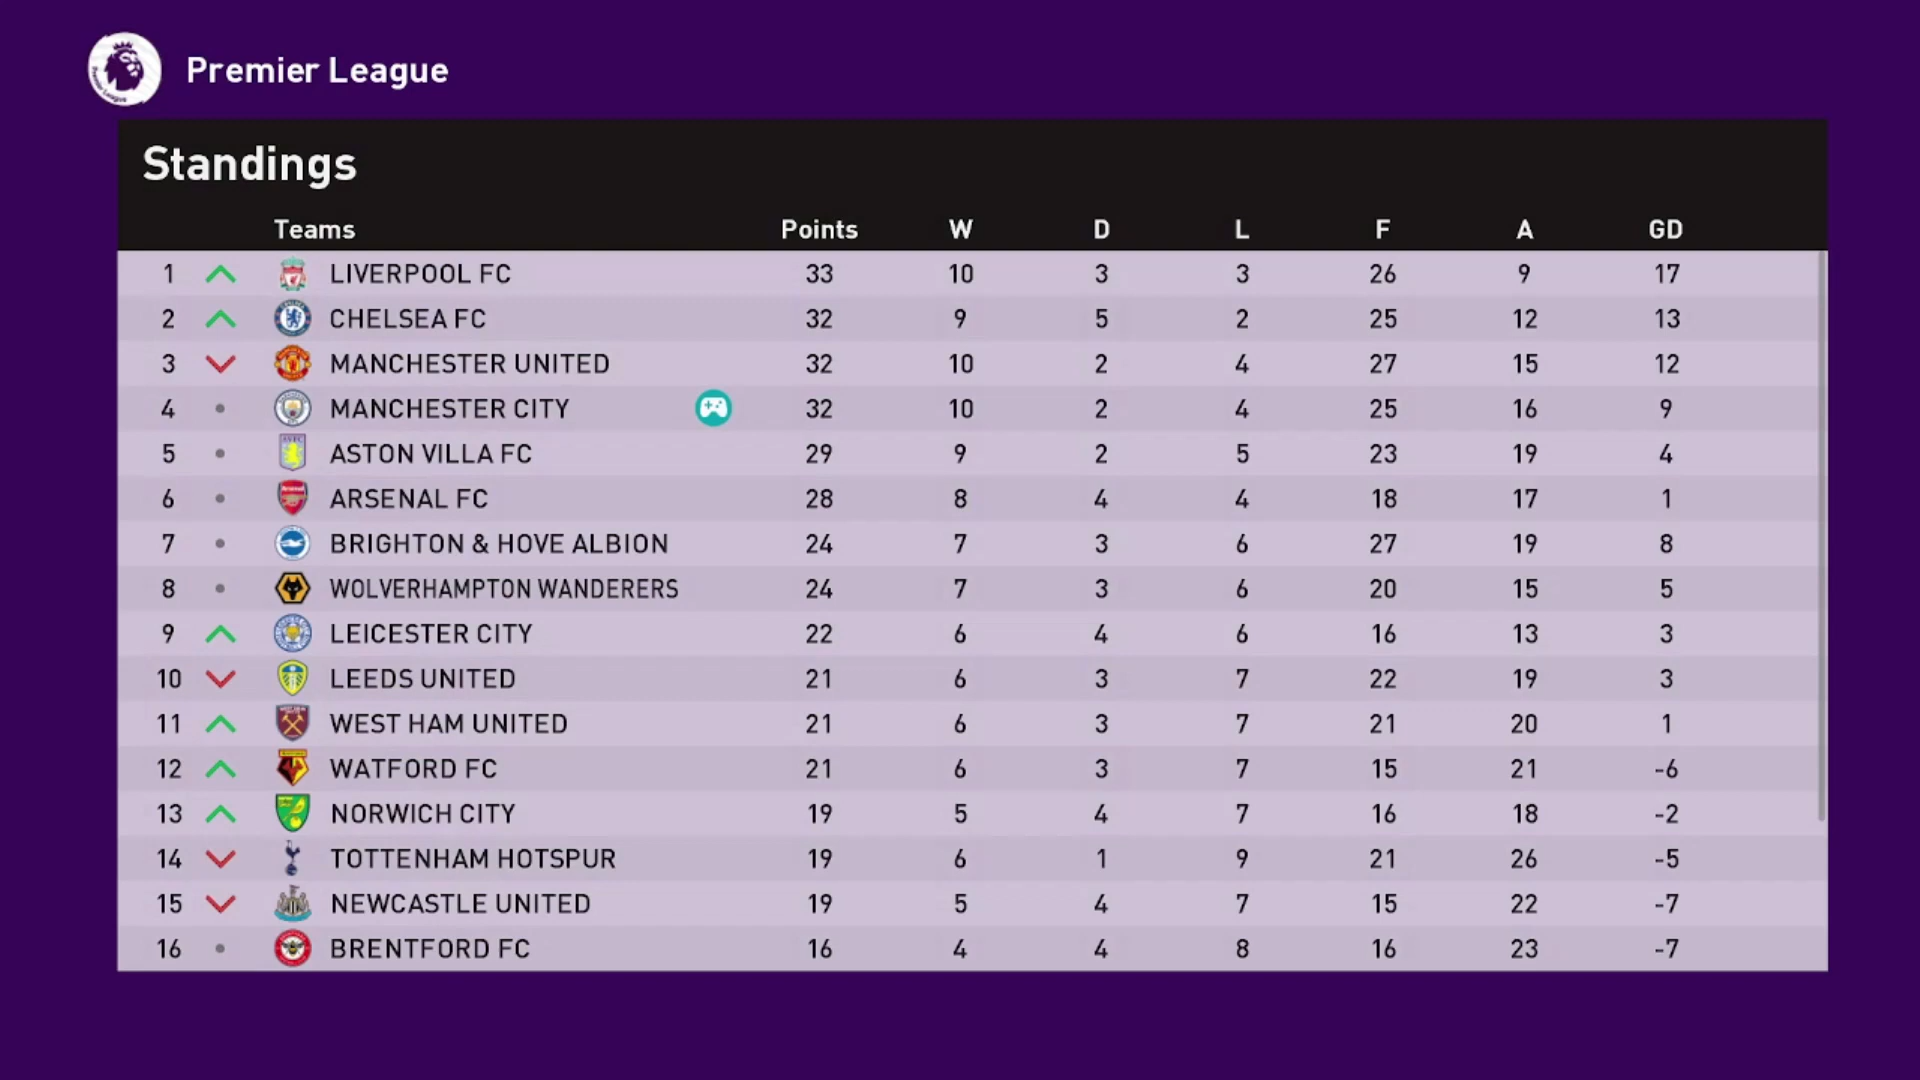 Premier League
Standings
Teams Points W D L F A GD
1 LIVERPOOL FC 33 10 3 3 26 9 17
2 CHELSEA FC 32 9 5 2 25 12 13
3 MANCHESTER UNITED 32 10 2 4 27 15 12
4 MANCHESTER CITY 32 10 2 4 25 16 9
5 ASTON VILLA FC 29 9 2 5 23 19 4
6 ARSENAL FC 28 8 4 4 18 17 1
7 BRIGHTON & HOVE ALBION 24 7 3 6 27 19 8
8 WOLVERHAMPTON WANDERERS 24 7 3 6 20 15 5
9 LEICESTER CITY 22 6 4 6 16 13 3
10 LEEDS UNITED 21 6 3 7 22 19 3
11 WEST HAM UNITED 21 6 3 7 21 20 1
12 WATFORD FC 21 6 3 7 15 21 -6
13 NORWICH CITY 19 5 4 7 16 18 -2
14 TOTTENHAM HOTSPUR 19 6 1 9 21 26 -5
15 NEWCASTLE UNITED 19 5 4 7 15 22 -7
16 BRENTFORD FC 16 4 4 8 16 23 -7